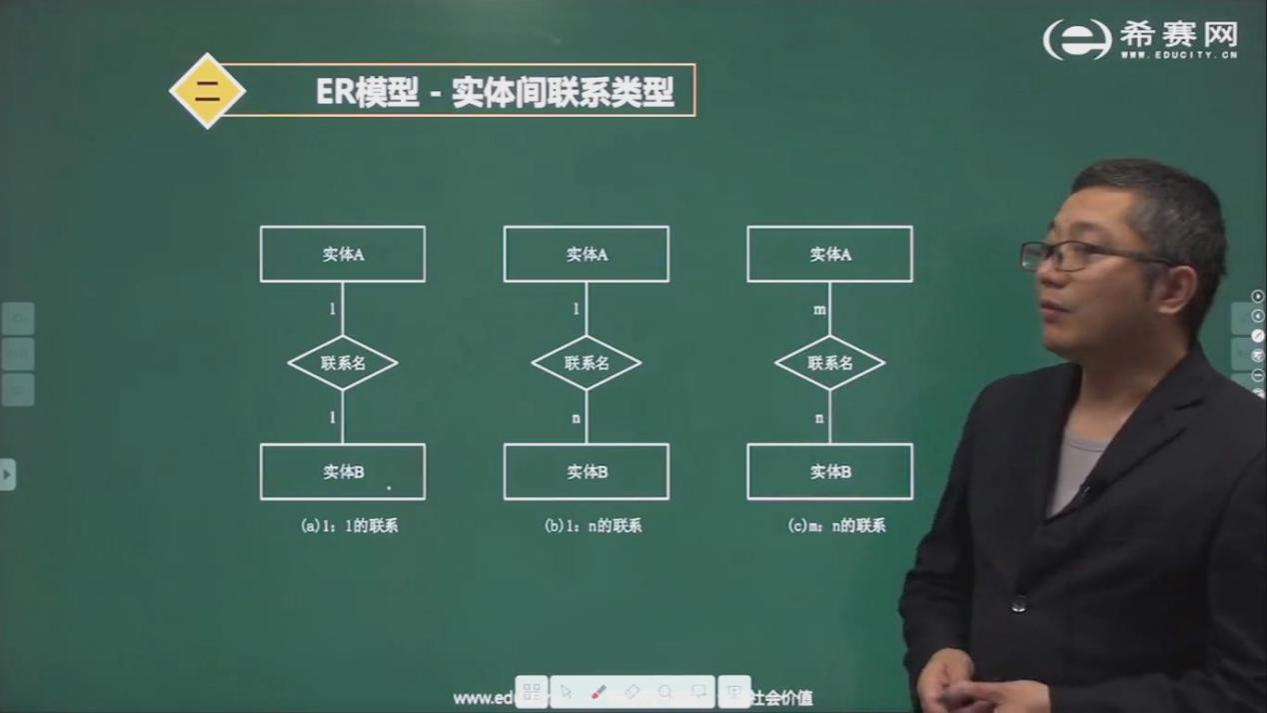 希赛网
WWW.EDUCITY.CN
二
ER模型 - 实体间联系类型
实体A
1
联系名
1
实体B
(a)1：1的联系
实体A
1
联系名
n
实体B
(b)1：n的联系
实体A
m
联系名
n
实体B
(c)m：n的联系
www.ed
社会价值